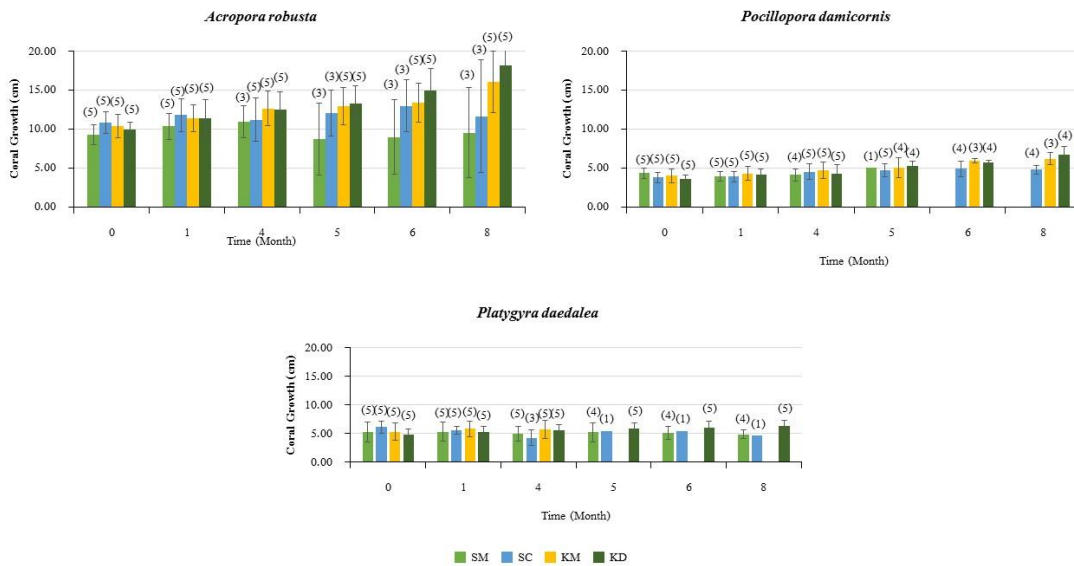 Acropora robusta
Coral Growth (cm)
20.00
15.00
10.00
5.00
0.00
(5) (5) (5) (5)
(5) (5) (5) (5)
(3) (5) (5) (5)
(3) (5) (5) (5)
(3) (3) (5) (5)
(3) (3) (5) (5)
0 1 4 5 6 8
Time (Month)
Pocillopora damicornis
Coral Growth (cm)
20.00
15.00
10.00
5.00
0.00
(5) (5) (5) (5)
(5) (5) (5) (5)
(4) (5) (5) (5)
(1) (5) (4) (4)
(4) (3) (4)
(4) (3) (4)
0 1 4 5 6 8
Time (Month)
Platygyra daedalea
Coral Growth (cm)
20.00
15.00
10.00
5.00
0.00
(5) (5) (5) (5)
(5) (5) (5) (5)
(5) (3) (5) (5)
(4) (1) (5)
(4) (1) (5)
(4) (1) (5)
0 1 4 5 6 8
Time (Month)
SM SC KM KD